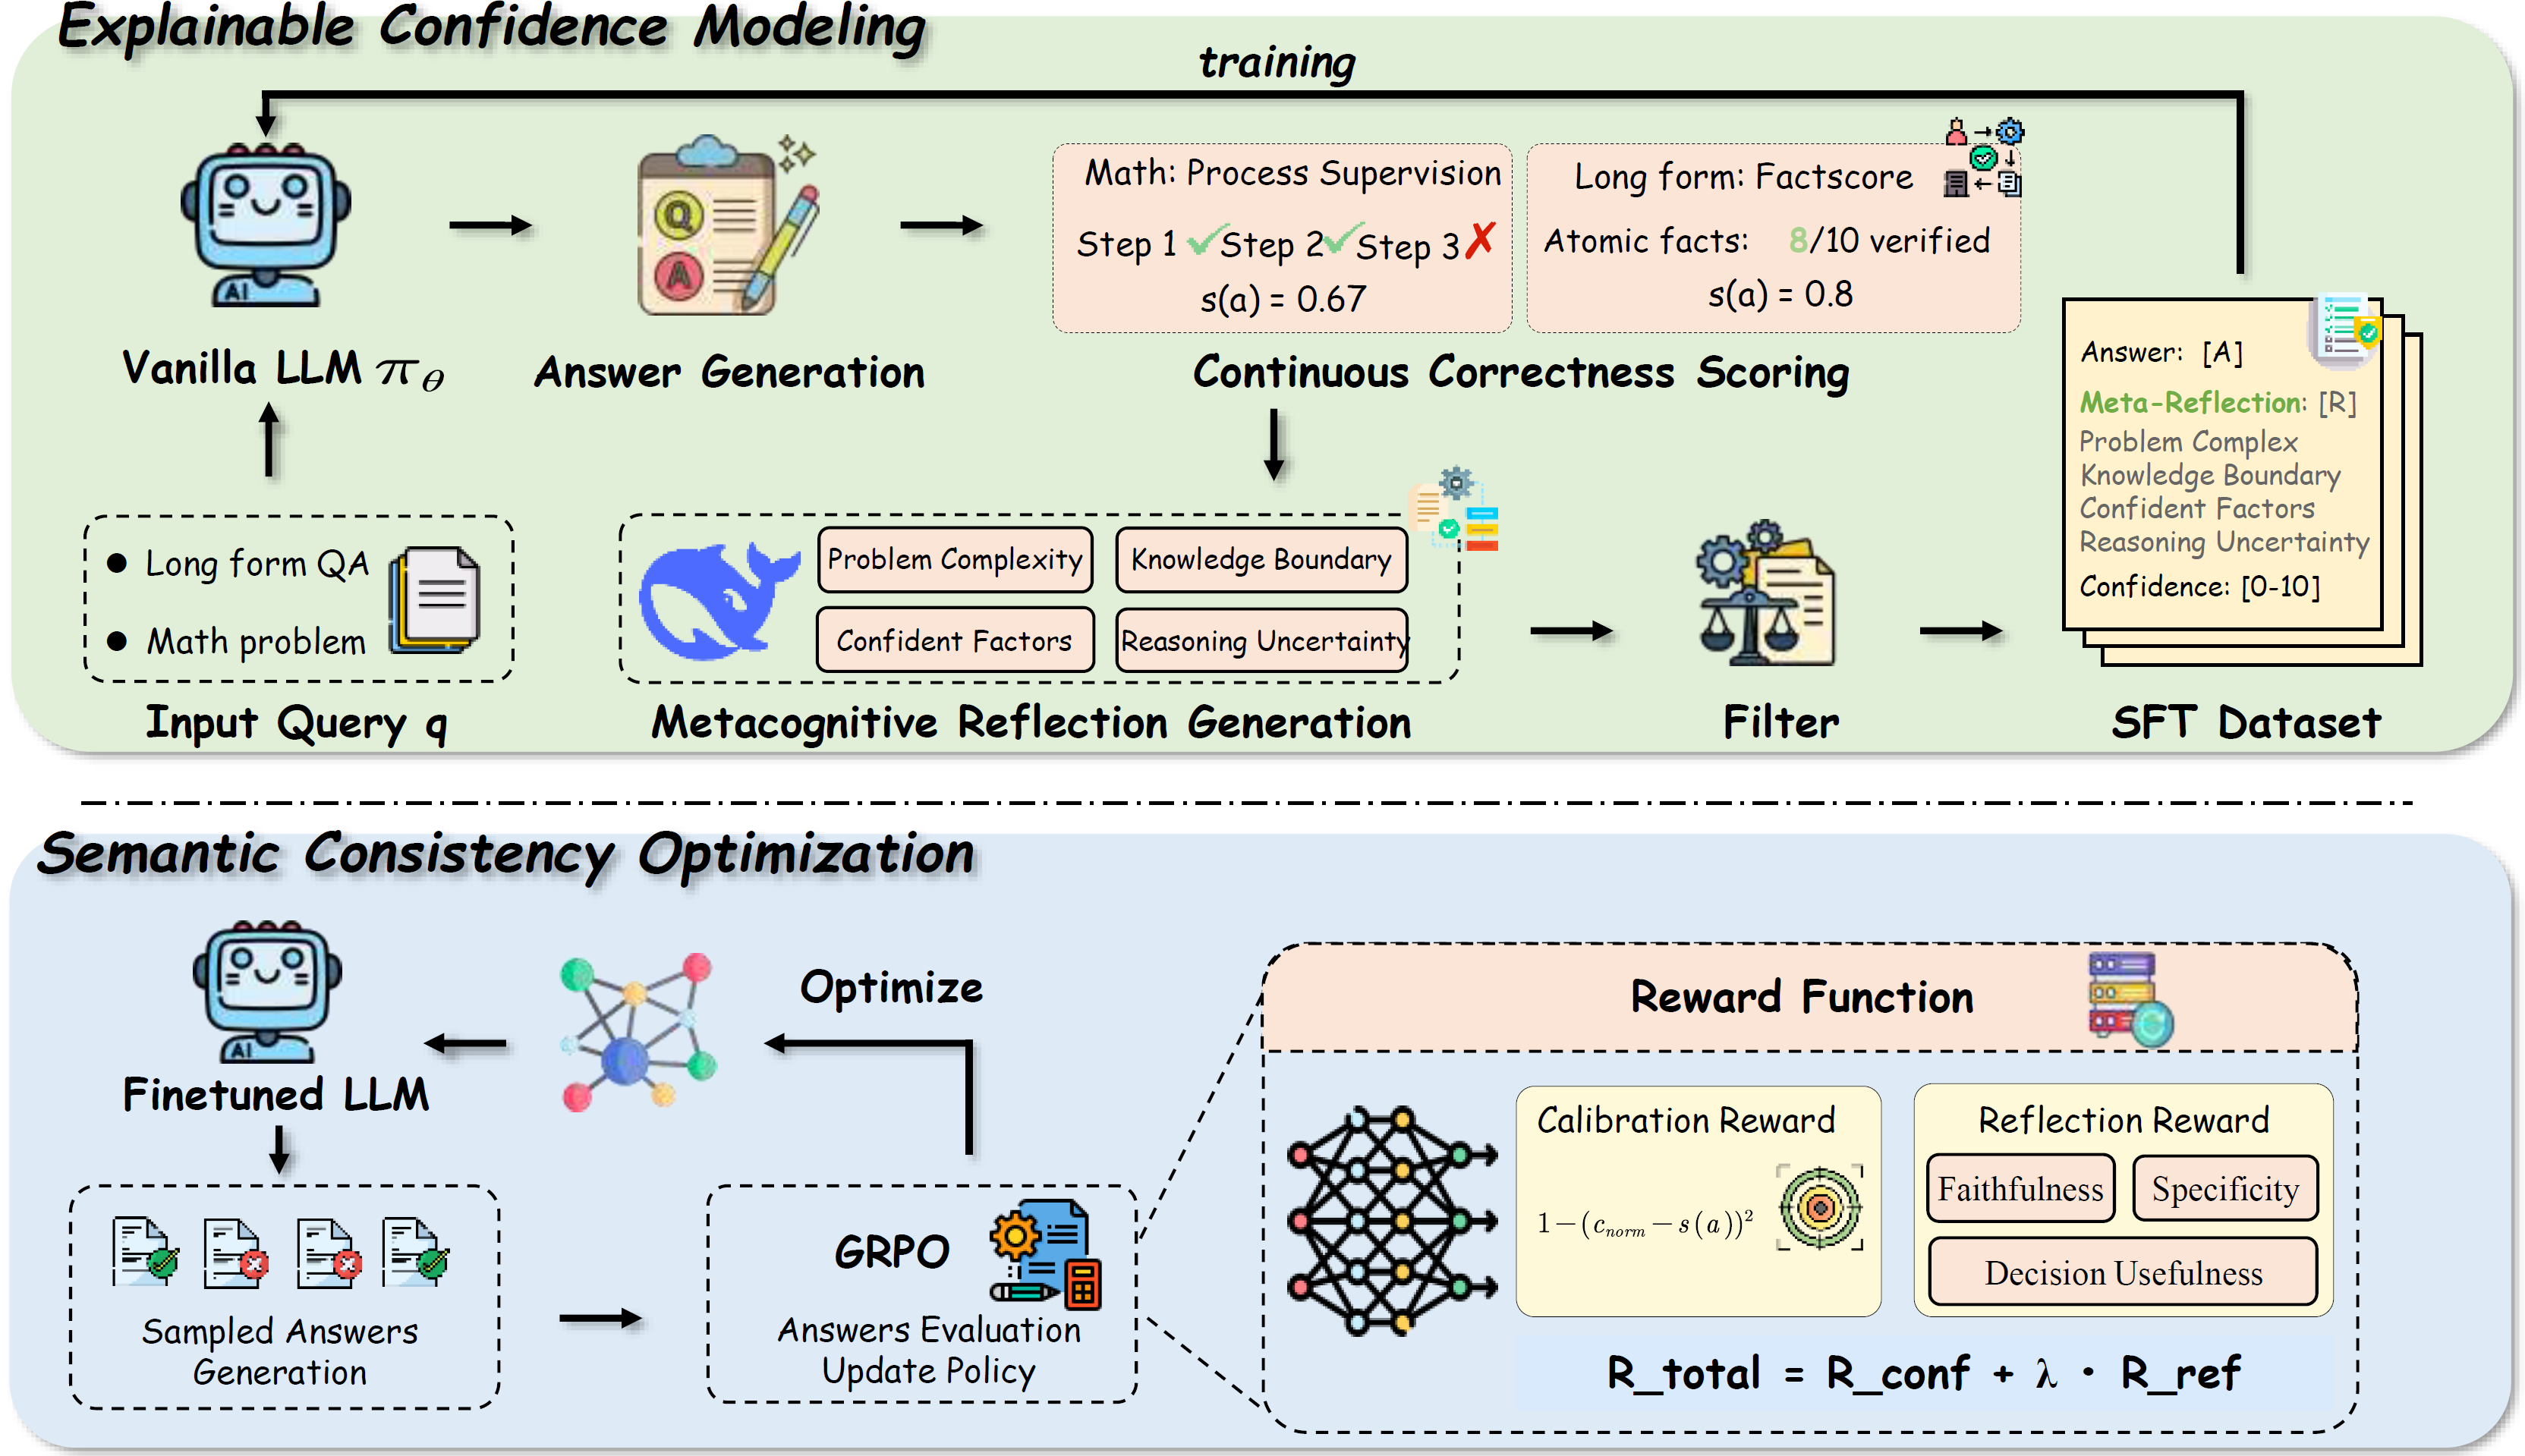 Explainable Confidence Modeling
training
Math: Process Supervision
Step 1 Step 2 Step 3
s(a) = 0.67
Long form: Factscore
Atomic facts: 8/10 verified
s(a) = 0.8
AI
Q
A
Vanilla LLM πθ
Answer Generation
Continuous Correctness Scoring
Answer: [A]
Meta-Reflection: [R]
Problem Complex
Knowledge Boundary
Confident Factors
Reasoning Uncertainty
Confidence: [0-10]
Long form QA
Math problem
Problem Complexity
Knowledge Boundary
Confident Factors
Reasoning Uncertainty
Input Query q
Metacognitive Reflection Generation
Filter
SFT Dataset
Semantic Consistency Optimization
AI
Optimize
Finetuned LLM
Sampled Answers
Generation
GRPO
Answers Evaluation
Update Policy
Reward Function
Calibration Reward
1−(c_norm−s(a))²
Reflection Reward
Faithfulness
Specificity
Decision Usefulness
R_total = R_conf + λ · R_ref